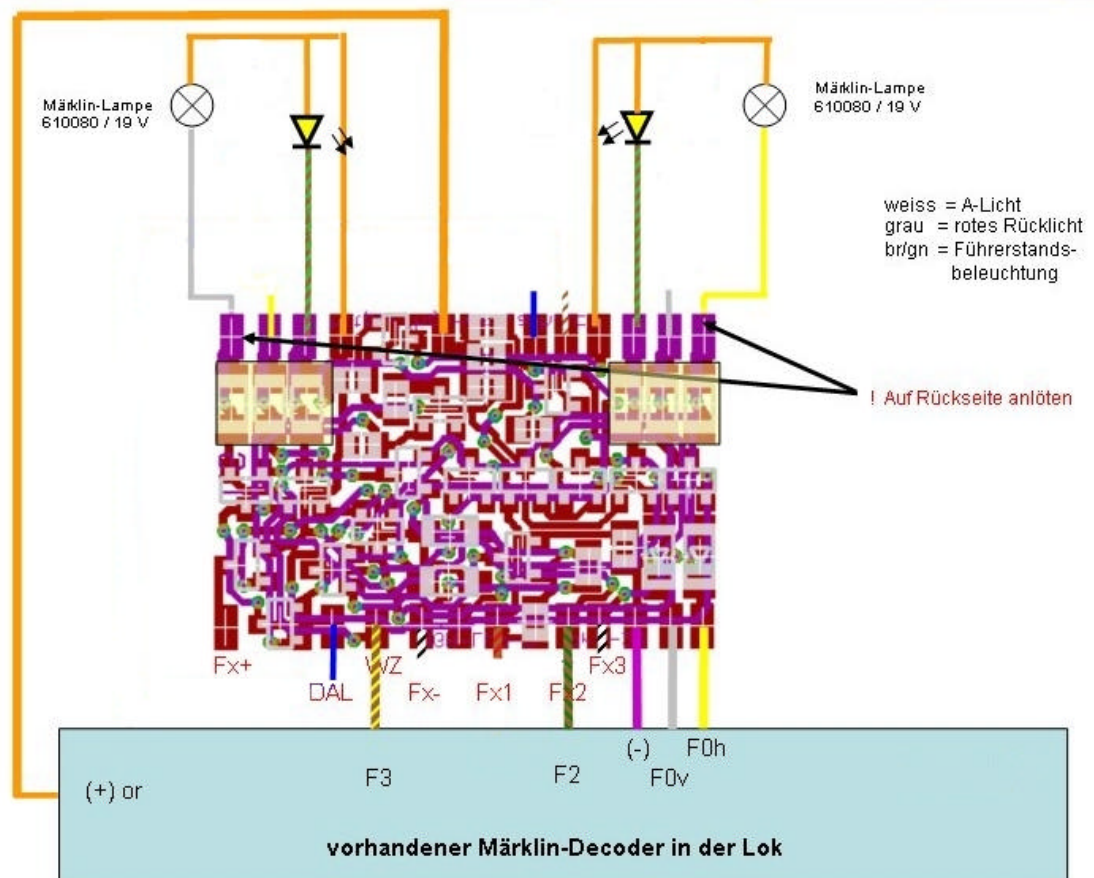 Märklin-Lampe
610080 / 19 V
Märklin-Lampe
610080 / 19 V
weiss = A-Licht
grau = rotes Rücklicht
br/gn = Führerstands-
beleuchtung
! Auf Rückseite anlöten
Fx+
DAL
WZ
Fx-
Fx1
Fx2
Fx3
(-)
F0h
F3
F2
F0v
(+) or
vorhandener Märklin-Decoder in der Lok